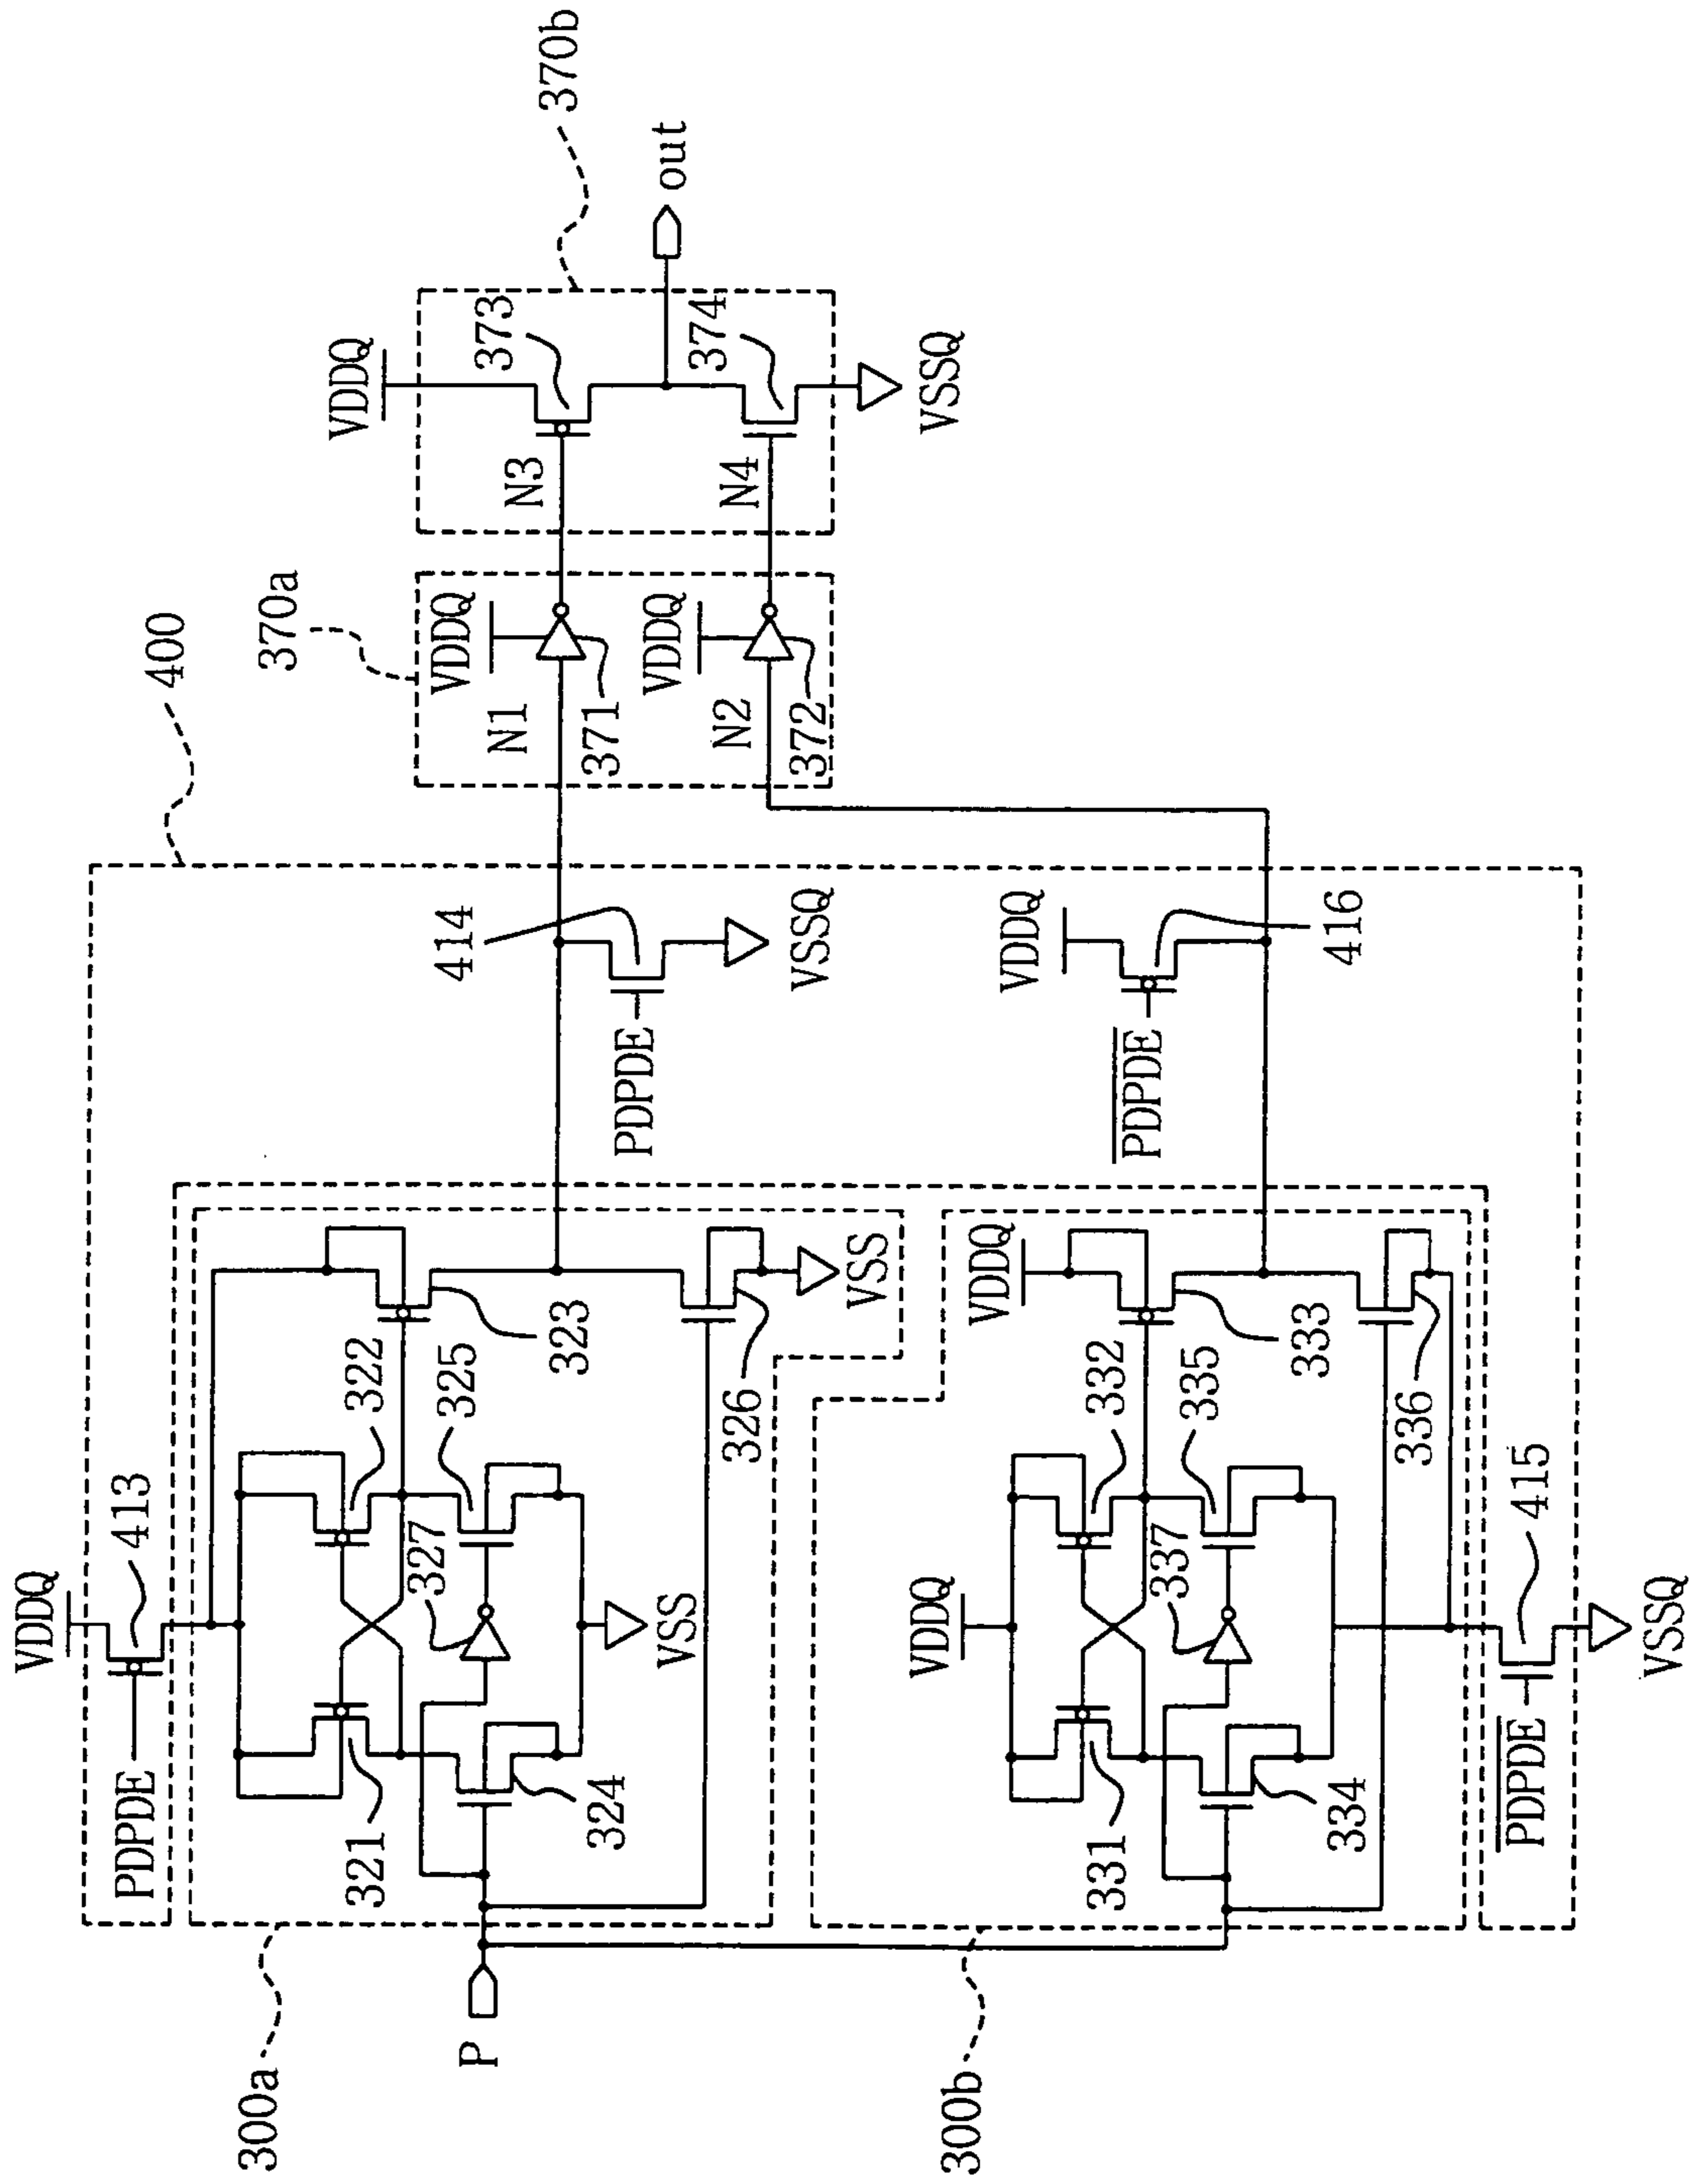 VDDQ
400
370a
370b
PDPDE
413
300a
321
322
323
324
325
326
327
VSS
VSS
414
PDPDE
VSSQ
VDDQ
N1
371
VDDQ
N2
372
VDDQ
N3
373
N4
374
VSSQ
out
P
300b
VDDQ
VDDQ
331
332
333
334
335
336
337
PDPDE
416
VDDQ
PDPDE
415
VSSQ